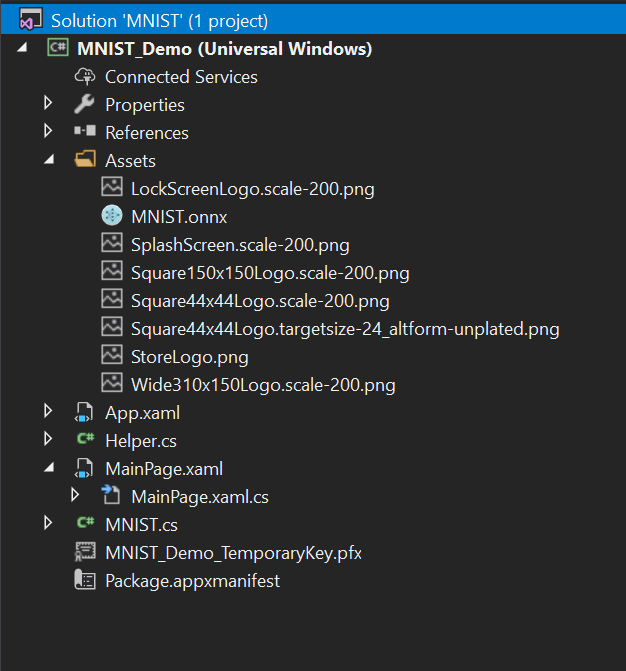 Solution 'MNIST' (1 project)
C# MNIST_Demo (Universal Windows)
Connected Services
Properties
References
Assets
LockScreenLogo.scale-200.png
MNIST.onnx
SplashScreen.scale-200.png
Square150x150Logo.scale-200.png
Square44x44Logo.scale-200.png
Square44x44Logo.targetsize-24_altform-unplated.png
StoreLogo.png
Wide310x150Logo.scale-200.png
App.xaml
C# Helper.cs
MainPage.xaml
MainPage.xaml.cs
C# MNIST.cs
MNIST_Demo_TemporaryKey.pfx
Package.appxmanifest